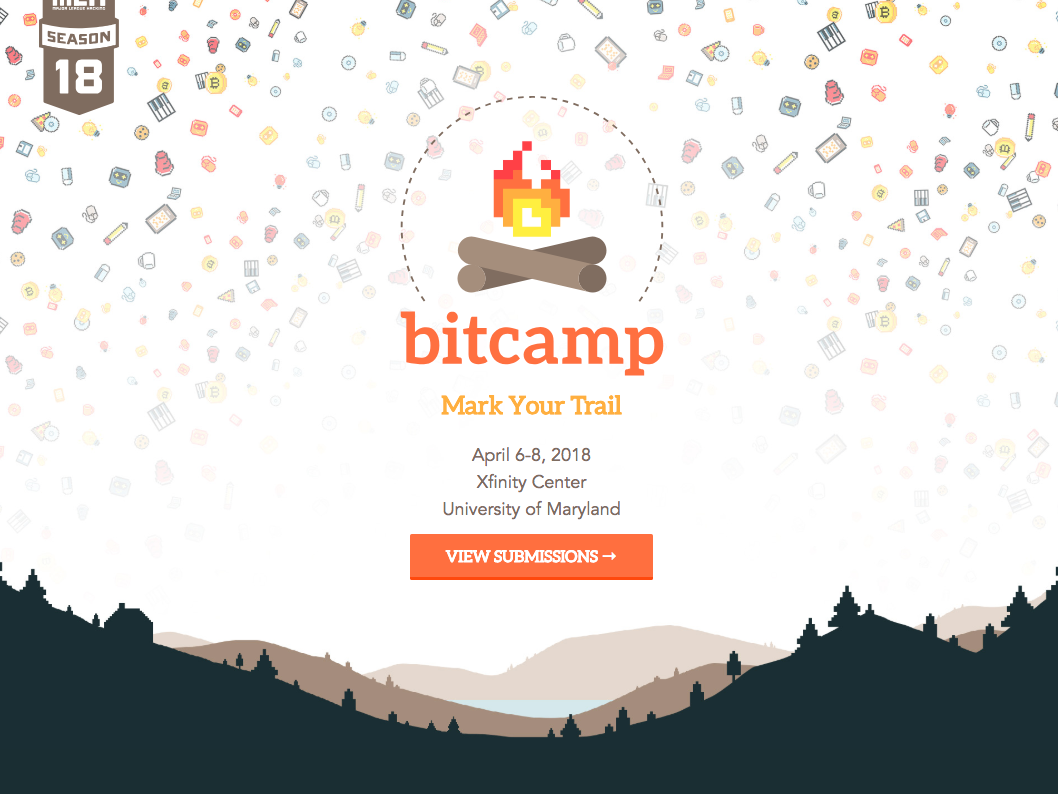 MLH
MAJOR LEAGUE HACKING
SEASON
18
bitcamp
Mark Your Trail
April 6-8, 2018
Xfinity Center
University of Maryland
VIEW SUBMISSIONS →